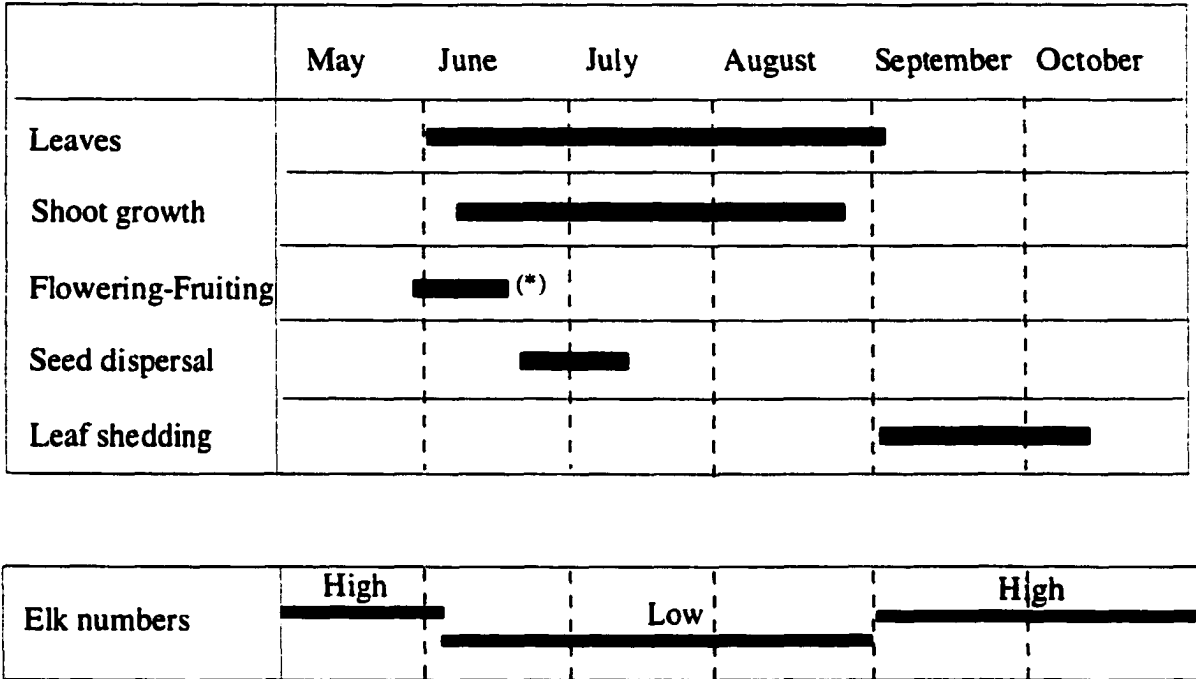 May June July August September October
Leaves
Shoot growth
Flowering-Fruiting (*)
Seed dispersal
Leaf shedding
High High
Elk numbers Low